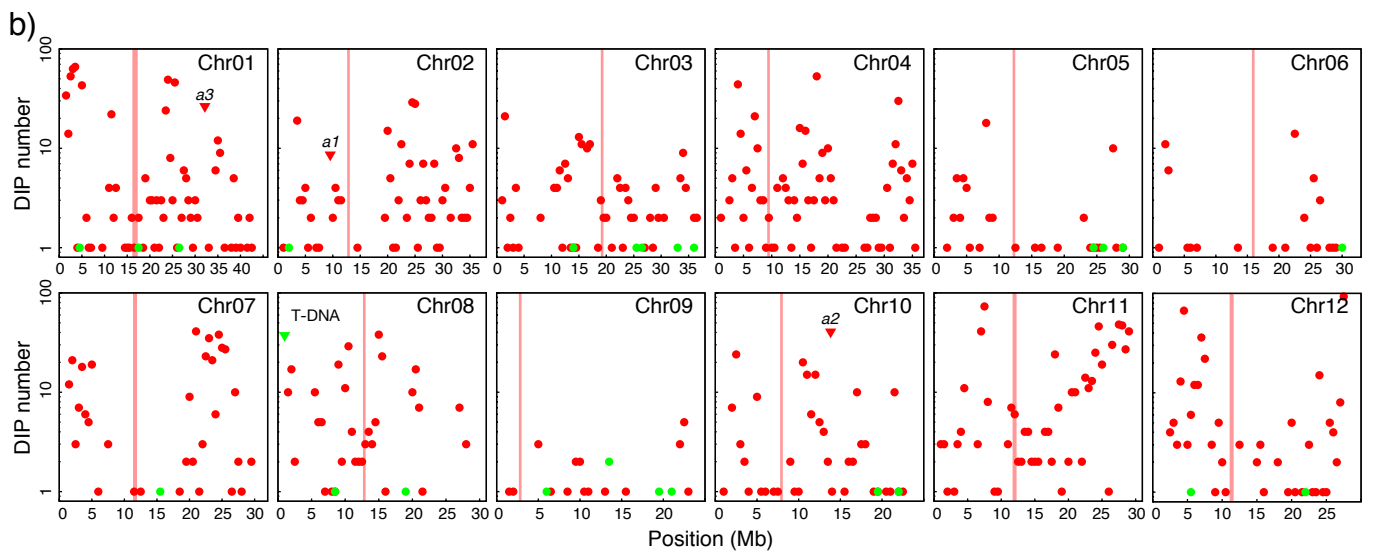 b)
DIP number
100
10
1
Chr01
a3
0 5 10 15 20 25 30 35 40
Chr02
a1
0 5 10 15 20 25 30 35
Chr03
0 5 10 15 20 25 30 35
Chr04
0 5 10 15 20 25 30 35
Chr05
0 5 10 15 20 25 30
Chr06
0 5 10 15 20 25 30
DIP number
100
10
1
Chr07
0 5 10 15 20 25 30
Chr08
T-DNA
0 5 10 15 20 25
Chr09
0 5 10 15 20
Chr10
a2
0 5 10 15 20
Chr11
0 5 10 15 20 25 30
Chr12
0 5 10 15 20 25
Position (Mb)